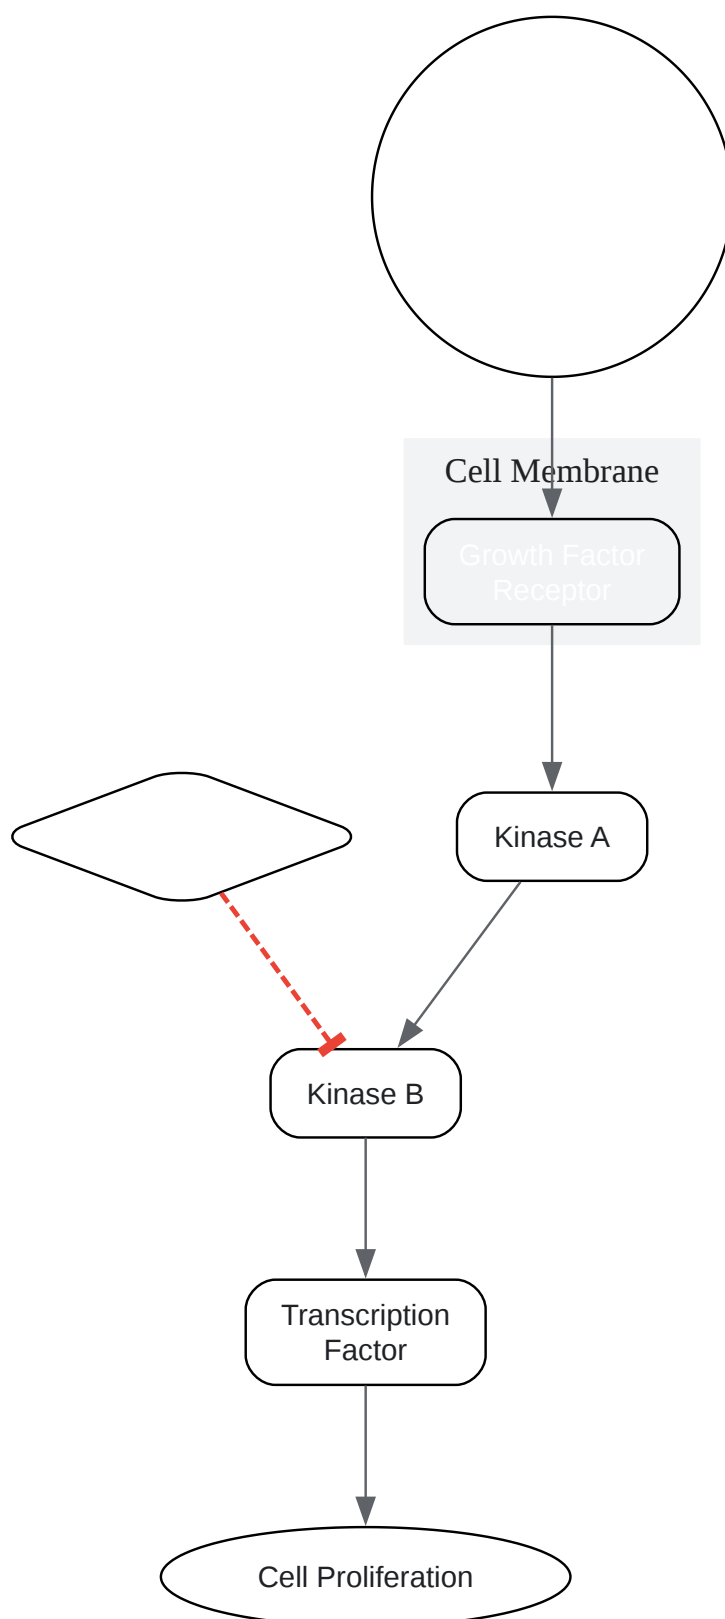 Cell Membrane
Growth Factor
Receptor
Kinase A
Kinase B
Transcription
Factor
Cell Proliferation